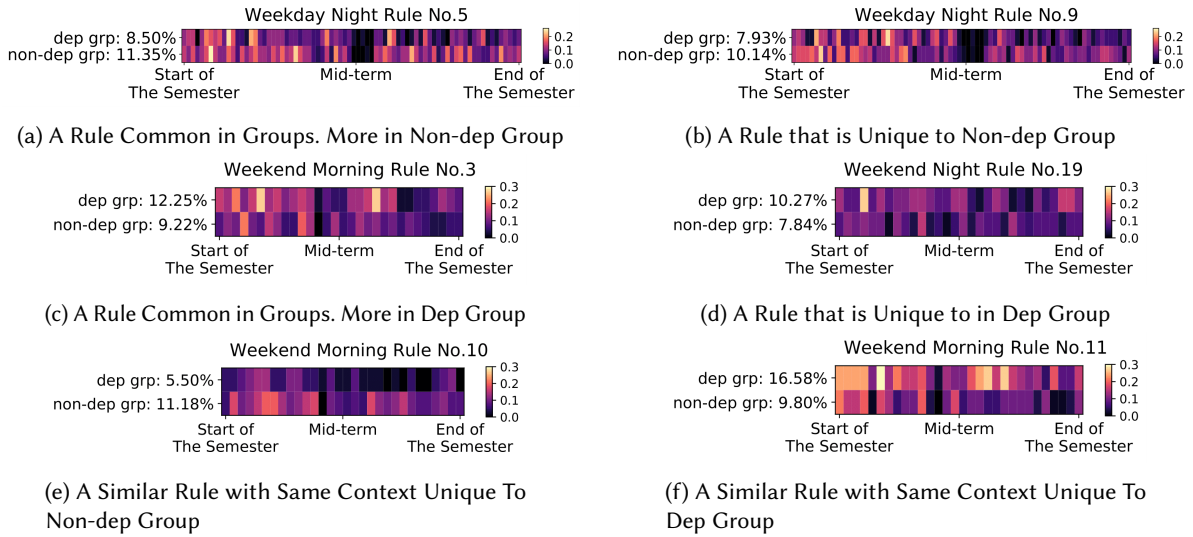 Weekday Night Rule No.5
dep grp: 8.50%
non-dep grp: 11.35%
0.2
0.1
0.0
Start of
The Semester
Mid-term
End of
The Semester
(a) A Rule Common in Groups. More in Non-dep Group
Weekday Night Rule No.9
dep grp: 7.93%
non-dep grp: 10.14%
0.2
0.1
0.0
Start of
The Semester
Mid-term
End of
The Semester
(b) A Rule that is Unique to Non-dep Group
Weekend Morning Rule No.3
dep grp: 12.25%
non-dep grp: 9.22%
0.3
0.2
0.1
0.0
Start of
The Semester
Mid-term
End of
The Semester
(c) A Rule Common in Groups. More in Dep Group
Weekend Night Rule No.19
dep grp: 10.27%
non-dep grp: 7.84%
0.3
0.2
0.1
0.0
Start of
The Semester
Mid-term
End of
The Semester
(d) A Rule that is Unique to in Dep Group
Weekend Morning Rule No.10
dep grp: 5.50%
non-dep grp: 11.18%
0.3
0.2
0.1
0.0
Start of
The Semester
Mid-term
End of
The Semester
(e) A Similar Rule with Same Context Unique To
Non-dep Group
Weekend Morning Rule No.11
dep grp: 16.58%
non-dep grp: 9.80%
0.3
0.2
0.1
0.0
Start of
The Semester
Mid-term
End of
The Semester
(f) A Similar Rule with Same Context Unique To
Dep Group